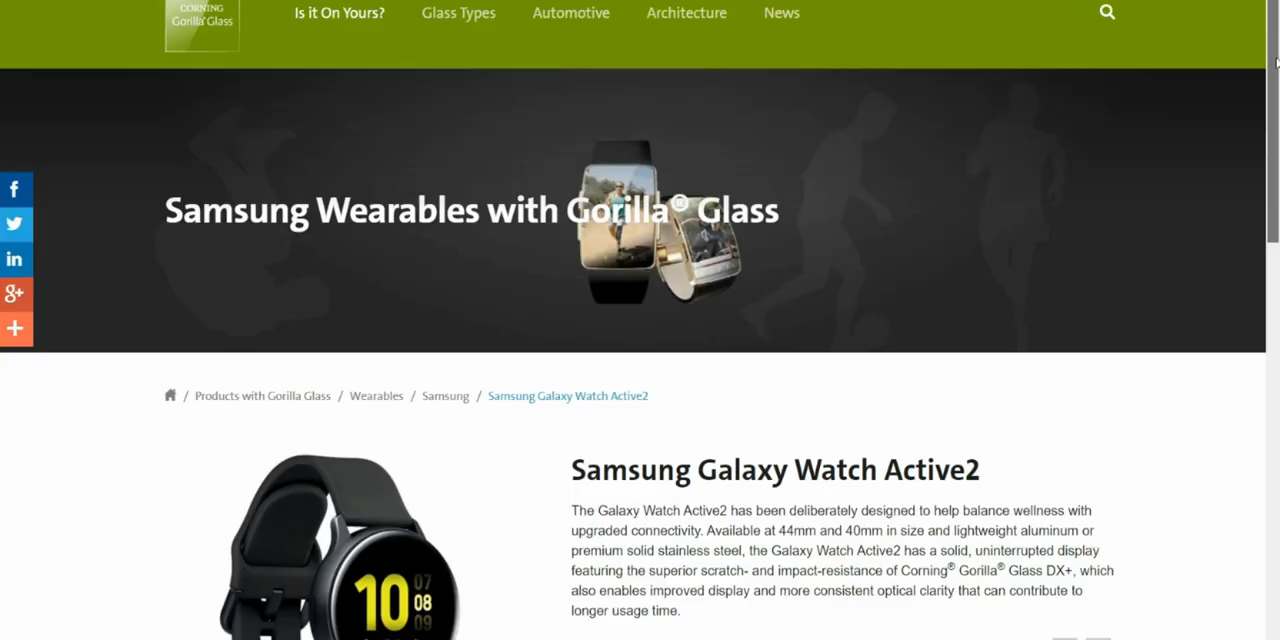 CORNING
Gorilla Glass
Is it On Yours?
Glass Types
Automotive
Architecture
News
Samsung Wearables with Gorilla® Glass
f
in
g+
+
/ Products with Gorilla Glass / Wearables / Samsung / Samsung Galaxy Watch Active2
Samsung Galaxy Watch Active2
The Galaxy Watch Active2 has been deliberately designed to help balance wellness with
upgraded connectivity. Available at 44mm and 40mm in size and lightweight aluminum or
premium solid stainless steel, the Galaxy Watch Active2 has a solid, uninterrupted display
featuring the superior scratch- and impact-resistance of Corning® Gorilla® Glass DX+, which
also enables improved display and more consistent optical clarity that can contribute to
longer usage time.
10
07
08
09